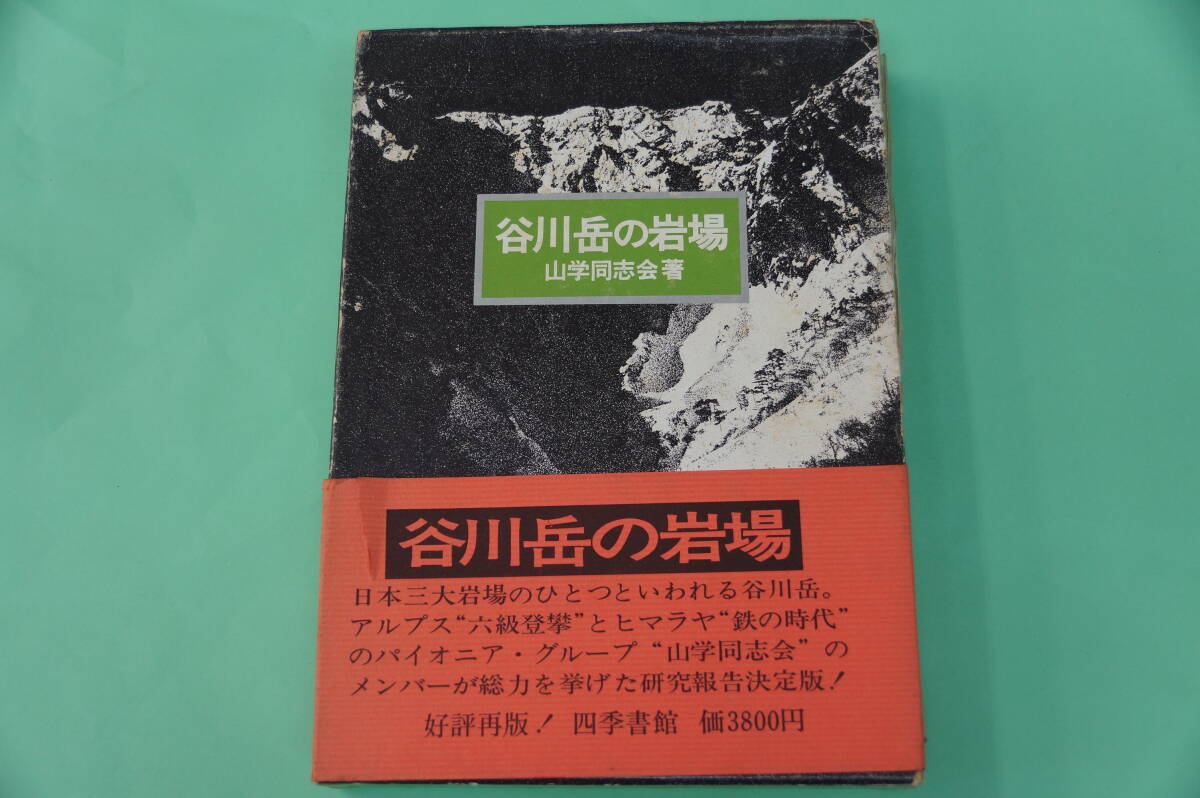 谷川岳の岩場
山学同志会著
谷川岳の岩場
日本三大岩場のひとつといわれる谷川岳。
アルプス“六級登攀”とヒマラヤ“鉄の時代”
のパイオニア・グループ“山学同志会”の
メンバーが総力を挙げた研究報告決定版!
好評再版! 四季書館 価3800円